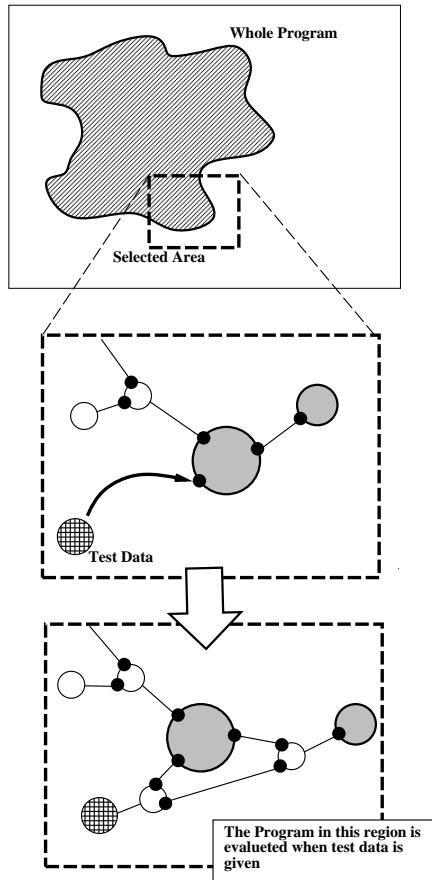 Whole Program
Selected Area
Test Data
The Program in this region is
evalueted when test data is
given